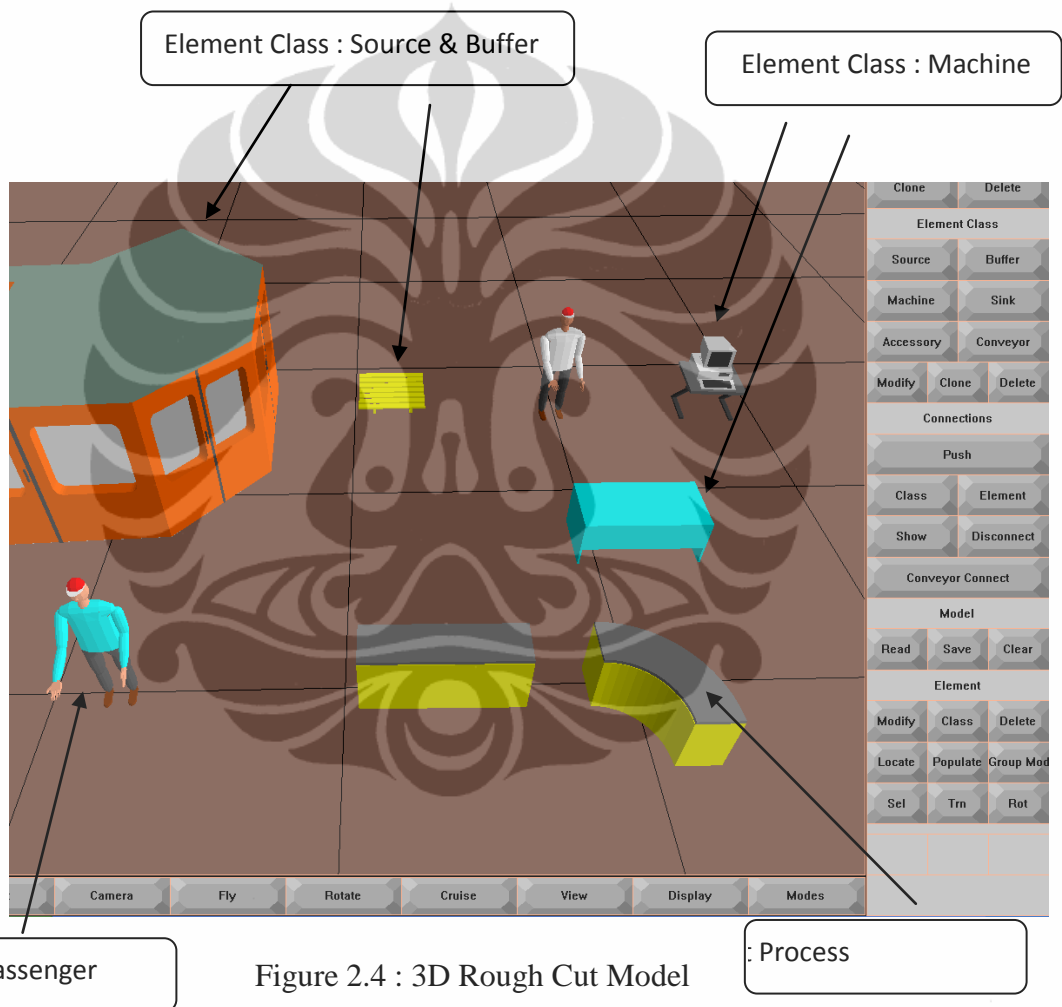 Element Class : Source & Buffer
Element Class : Machine
Clone Delete
Element Class
Source Buffer
Machine Sink
Accessory Conveyor
Modify Clone Delete
Connections
Push
Class Element
Show Disconnect
Conveyor Connect
Model
Read Save Clear
Element
Modify Class Delete
Locate Populate Group Mod
Sel Trn Rot
Camera Fly Rotate Cruise View Display Modes
assenger
: Process
Figure 2.4 : 3D Rough Cut Model